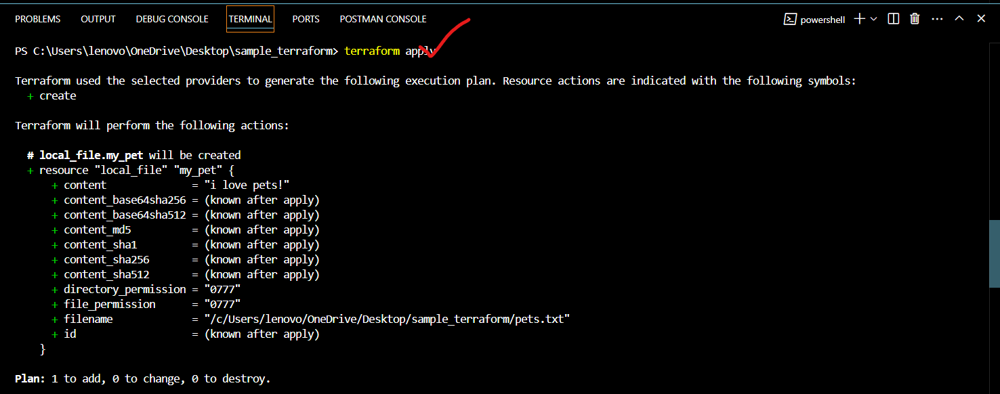 PROBLEMS OUTPUT DEBUG CONSOLE TERMINAL PORTS POSTMAN CONSOLE powershell
PS C:\Users\lenovo\OneDrive\Desktop\sample_terraform> terraform apply
Terraform used the selected providers to generate the following execution plan. Resource actions are indicated with the following symbols:
+ create
Terraform will perform the following actions:
# local_file.my_pet will be created
+ resource "local_file" "my_pet" {
+ content = "i love pets!"
+ content_base64sha256 = (known after apply)
+ content_base64sha512 = (known after apply)
+ content_md5 = (known after apply)
+ content_sha1 = (known after apply)
+ content_sha256 = (known after apply)
+ content_sha512 = (known after apply)
+ directory_permission = "0777"
+ file_permission = "0777"
+ filename = "/c/Users/lenovo/OneDrive/Desktop/sample_terraform/pets.txt"
+ id = (known after apply)
}
Plan: 1 to add, 0 to change, 0 to destroy.